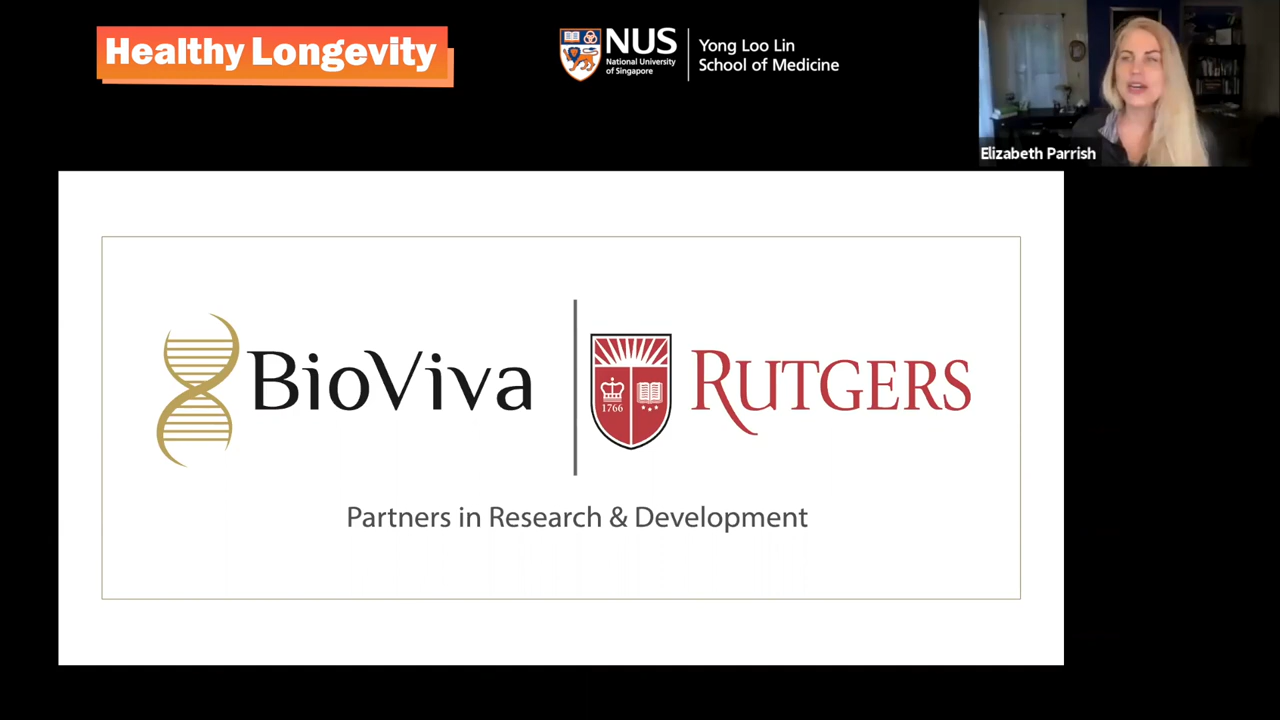 Healthy Longevity
NUS
National University
of Singapore
Yong Loo Lin
School of Medicine
Elizabeth Parrish
BioViva
1766
RUTGERS
Partners in Research & Development